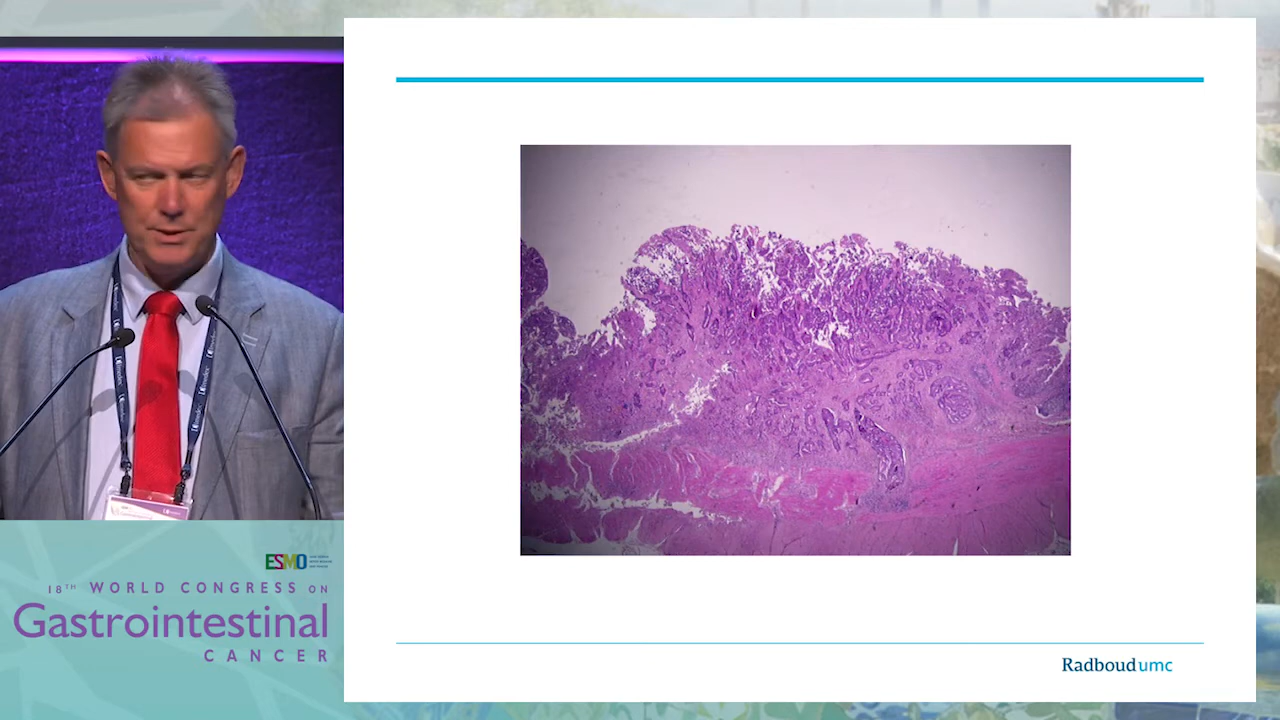 ESMO
18TH WORLD CONGRESS ON
Gastrointestinal
CANCER
Radboudumc